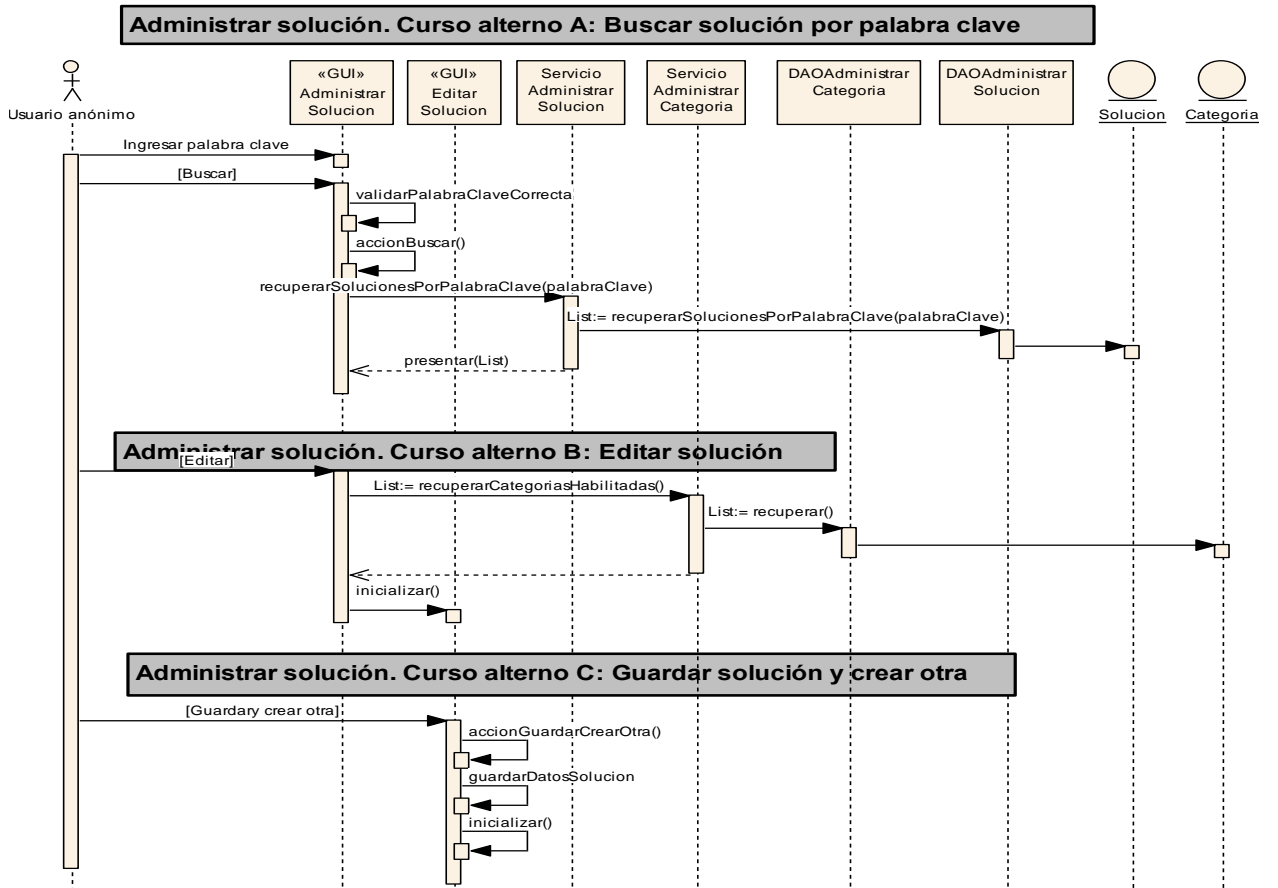 Administrar solución. Curso alterno A: Buscar solución por palabra clave
Usuario anónimo
«GUI»
Administrar
Solucion
«GUI»
Editar
Solucion
Servicio
Administrar
Solucion
Servicio
Administrar
Categoria
DAOAdministrar
Categoria
DAOAdministrar
Solucion
Solucion
Categoria
Ingresar palabra clave
[Buscar]
validarPalabraClaveCorrecta
accionBuscar()
recuperarSolucionesPorPalabraClave(palabraClave)
List:= recuperarSolucionesPorPalabraClave(palabraClave)
presentar(List)
Administrar solución. Curso alterno B: Editar solución
[Editar]
List:= recuperarCategoriasHabilitadas()
List:= recuperar()
inicializar()
Administrar solución. Curso alterno C: Guardar solución y crear otra
[Guardary crear otra]
accionGuardarCrearOtra()
guardarDatosSolucion
inicializar()